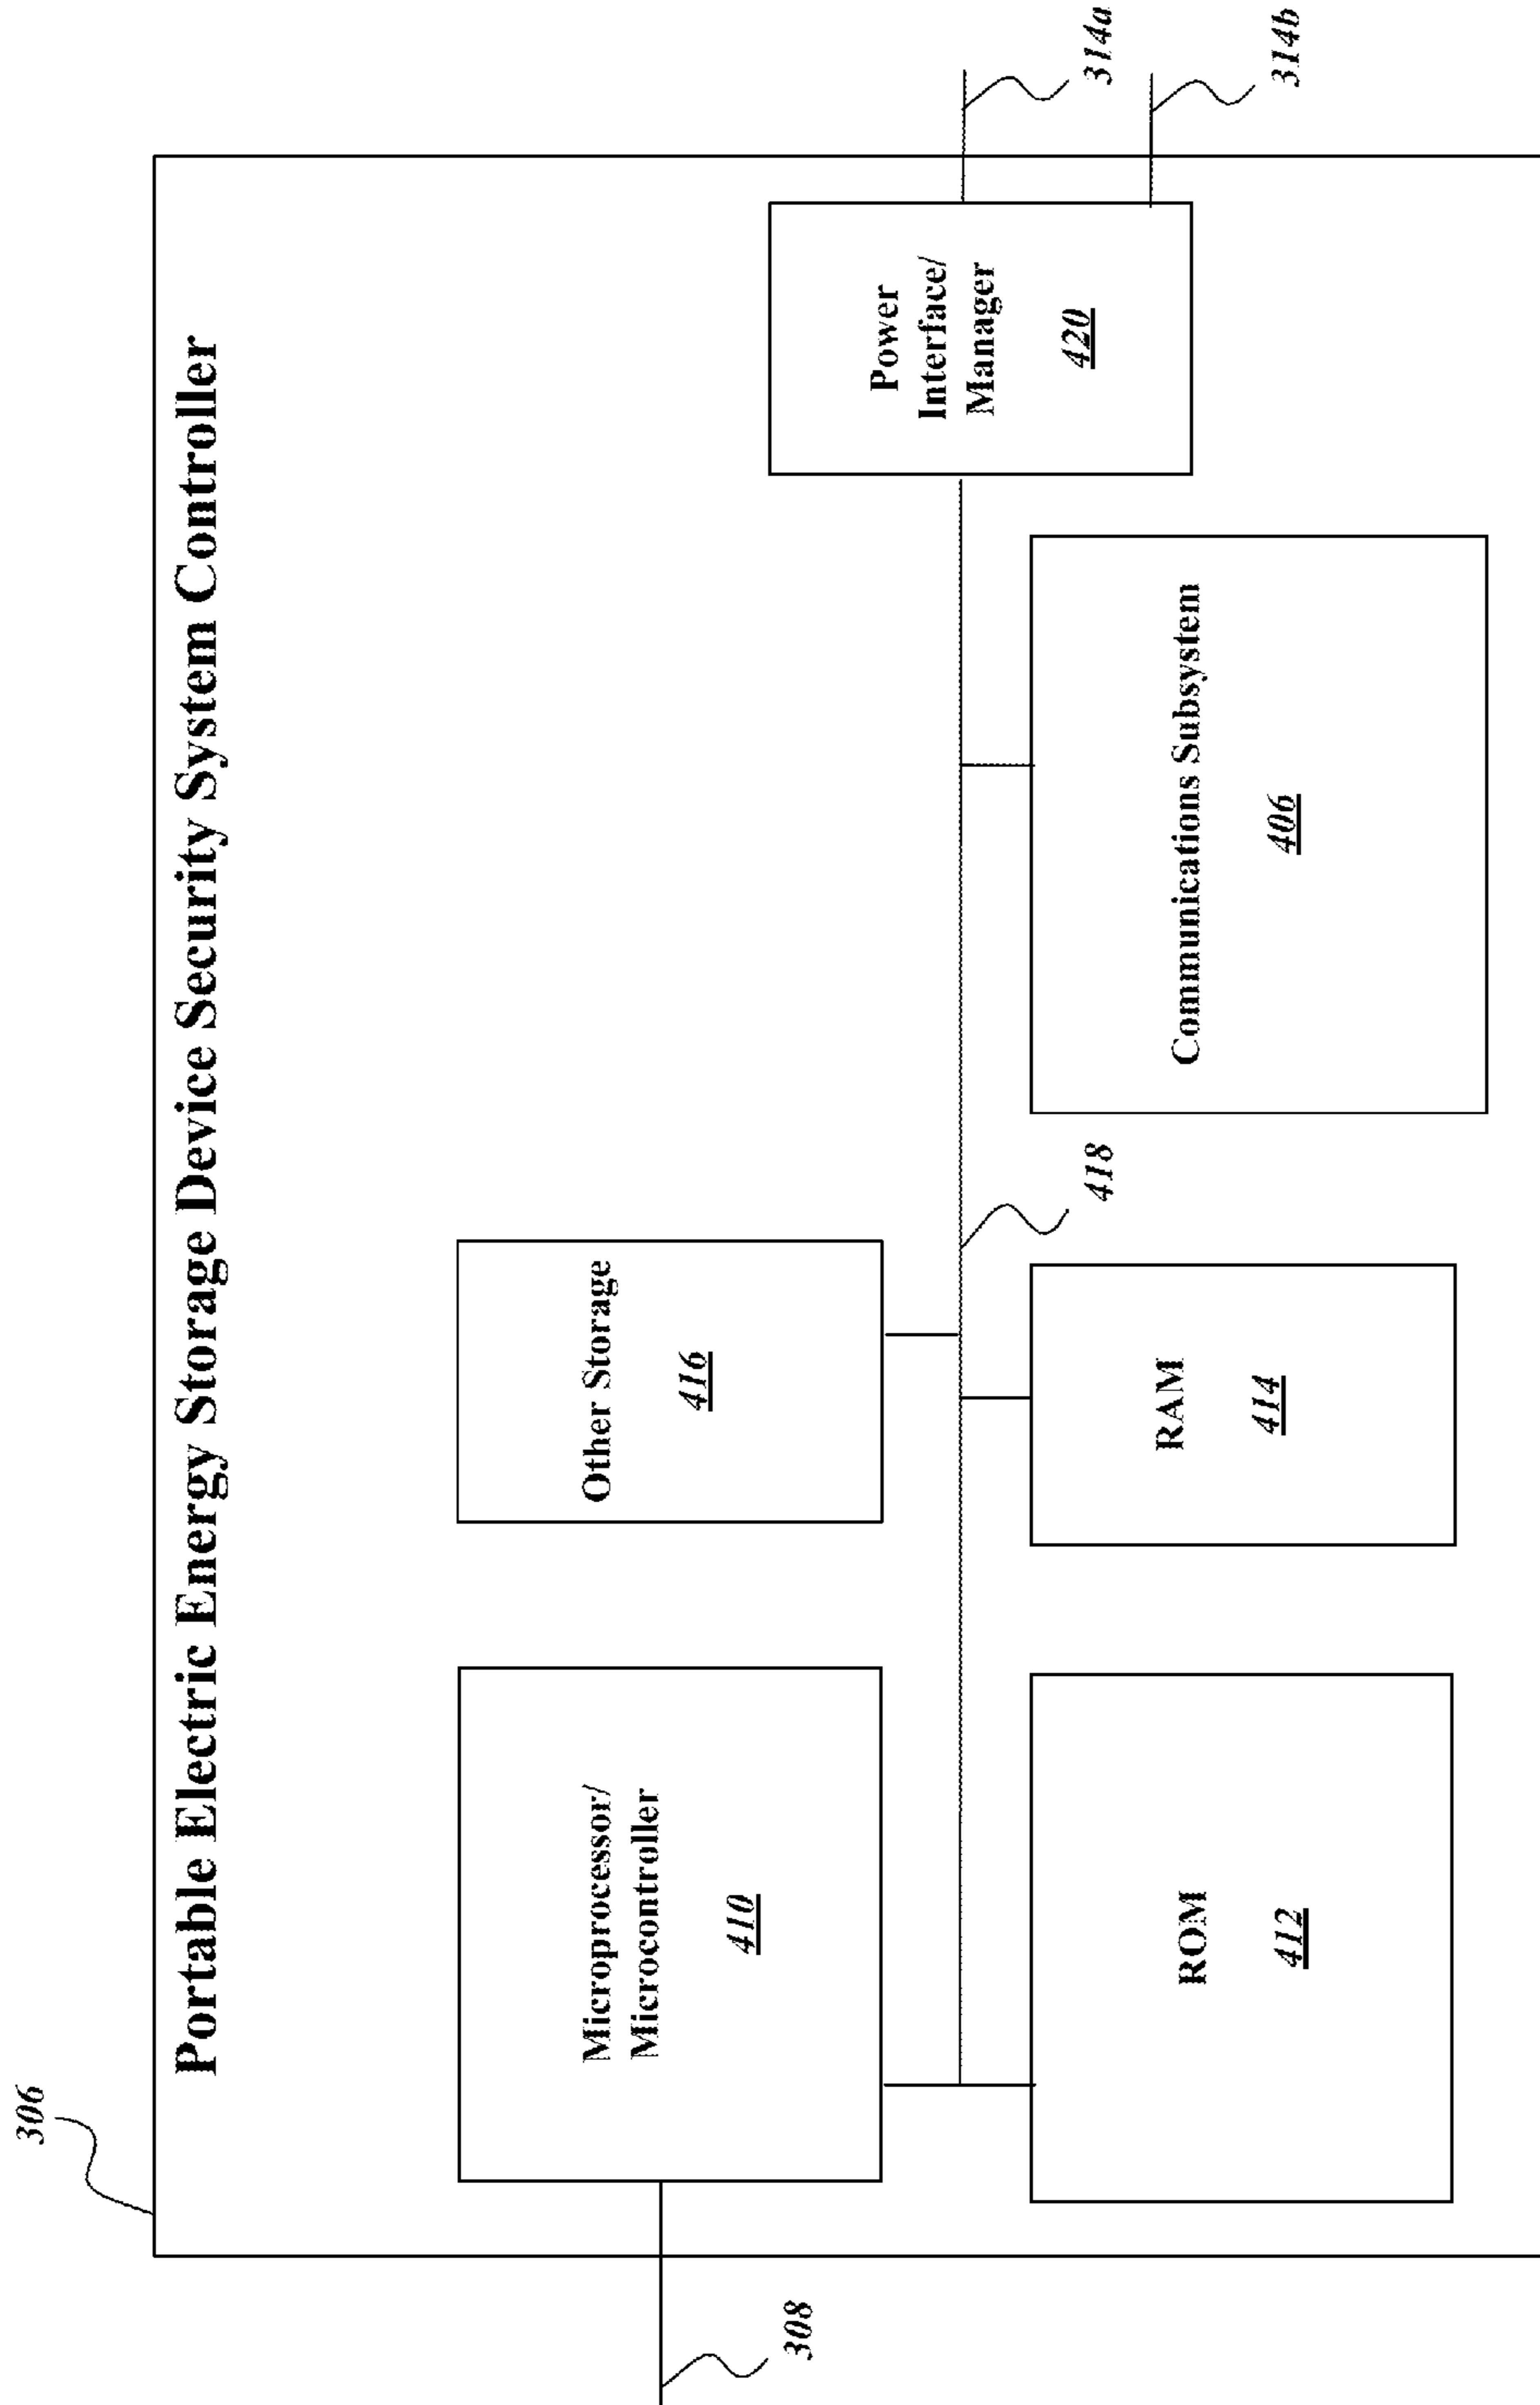 306
Portable Electric Energy Storage Device Security System Controller
308
Microprocessor/
Microcontroller
410
Other Storage
416
Power
Interface/
Manager
420
314a
314b
418
ROM
412
RAM
414
Communications Subsystem
406